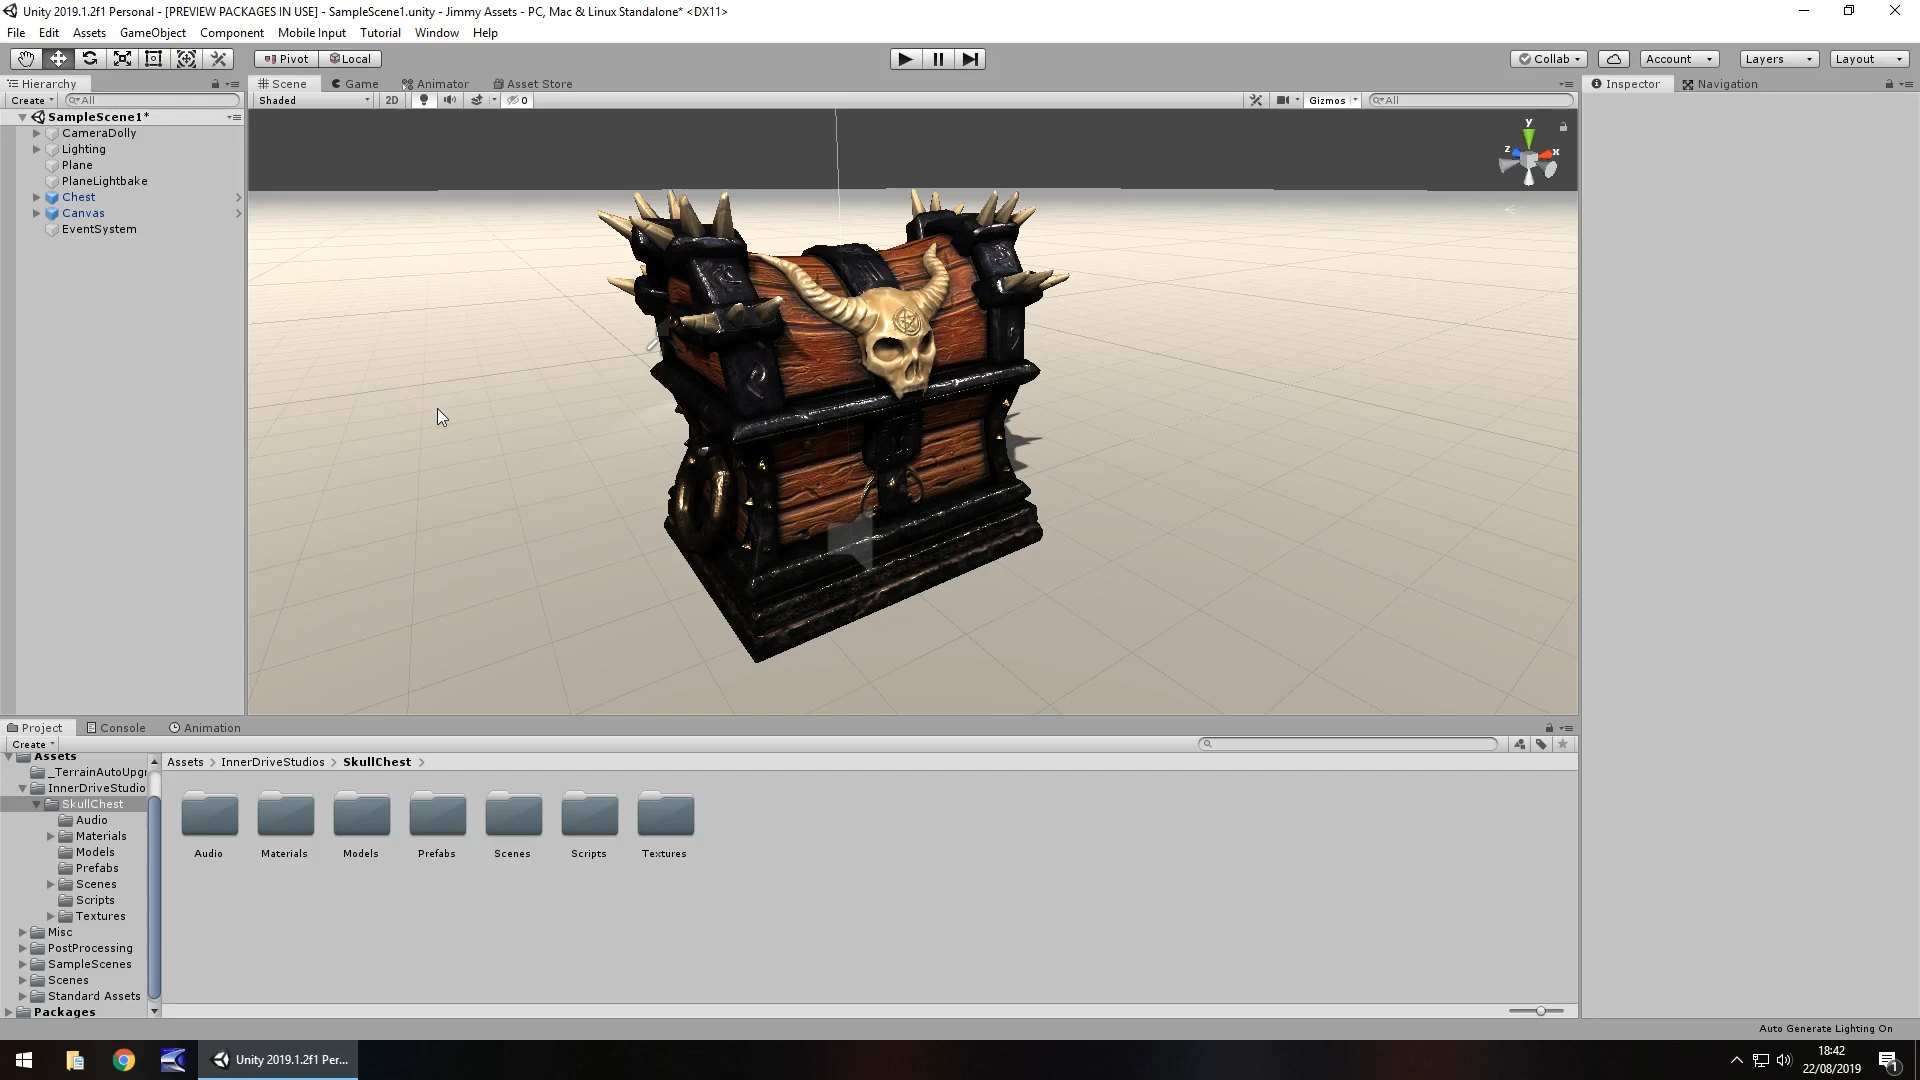 Unity 2019.1.2f1 Personal - [PREVIEW PACKAGES IN USE] - SampleScene1.unity - Jimmy Assets - PC, Mac & Linux Standalone* <DX11>
File Edit Assets GameObject Component Mobile Input Tutorial Window Help
Pivot Local Collab Account Layers Layout
Hierarchy Scene Game Animator Asset Store Inspector Navigation
Create All Shaded 2D 0 Gizmos All
SampleScene1*
CameraDolly
Lighting
Plane
PlaneLightbake
Chest
Canvas
EventSystem
y
z x
Project Console Animation
Create
Assets
_TerrainAutoUpgr
InnerDriveStudio
SkullChest
Audio
Materials
Models
Prefabs
Scenes
Scripts
Textures
Misc
PostProcessing
SampleScenes
Scenes
Standard Assets
Packages
Assets > InnerDriveStudios > SkullChest >
Audio Materials Models Prefabs Scenes Scripts Textures
Auto Generate Lighting On
Unity 2019.1.2f1 Per...
18:42
22/08/2019
1